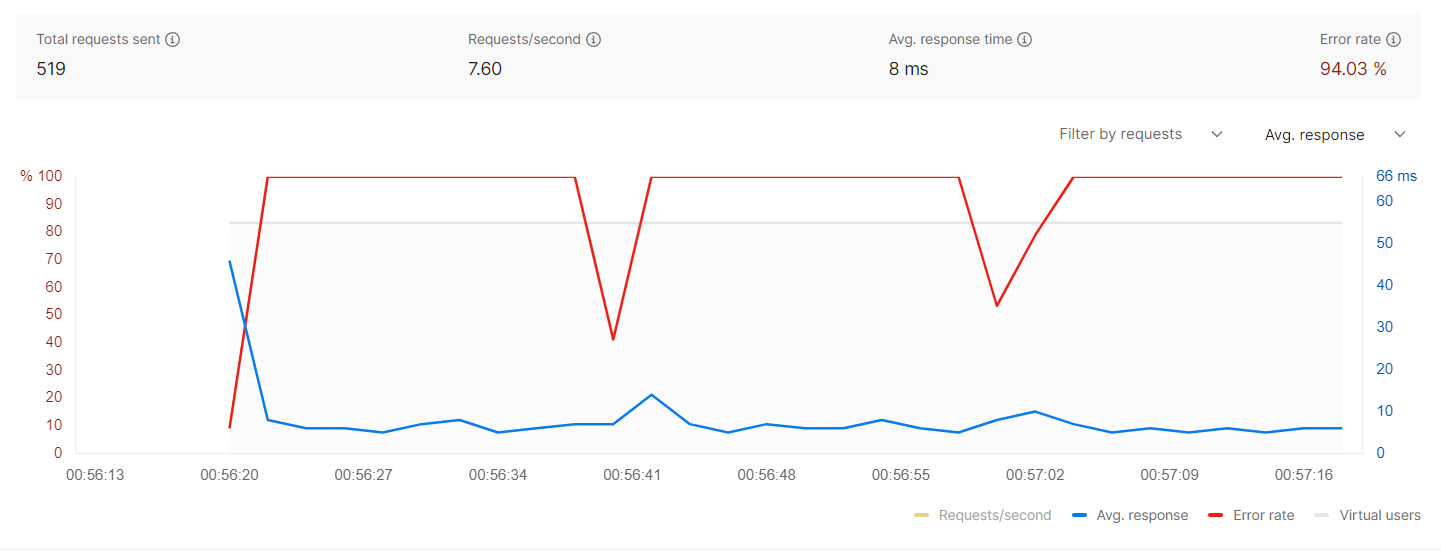 Total requests sent
Requests/second
Avg. response time
Error rate
519
7.60
8 ms
94.03 %
Filter by requests
Avg. response
% 100
90
80
70
60
50
40
30
20
10
0
66 ms
60
50
40
30
20
10
0
00:56:13
00:56:20
00:56:27
00:56:34
00:56:41
00:56:48
00:56:55
00:57:02
00:57:09
00:57:16
Requests/second
Avg. response
Error rate
Virtual users